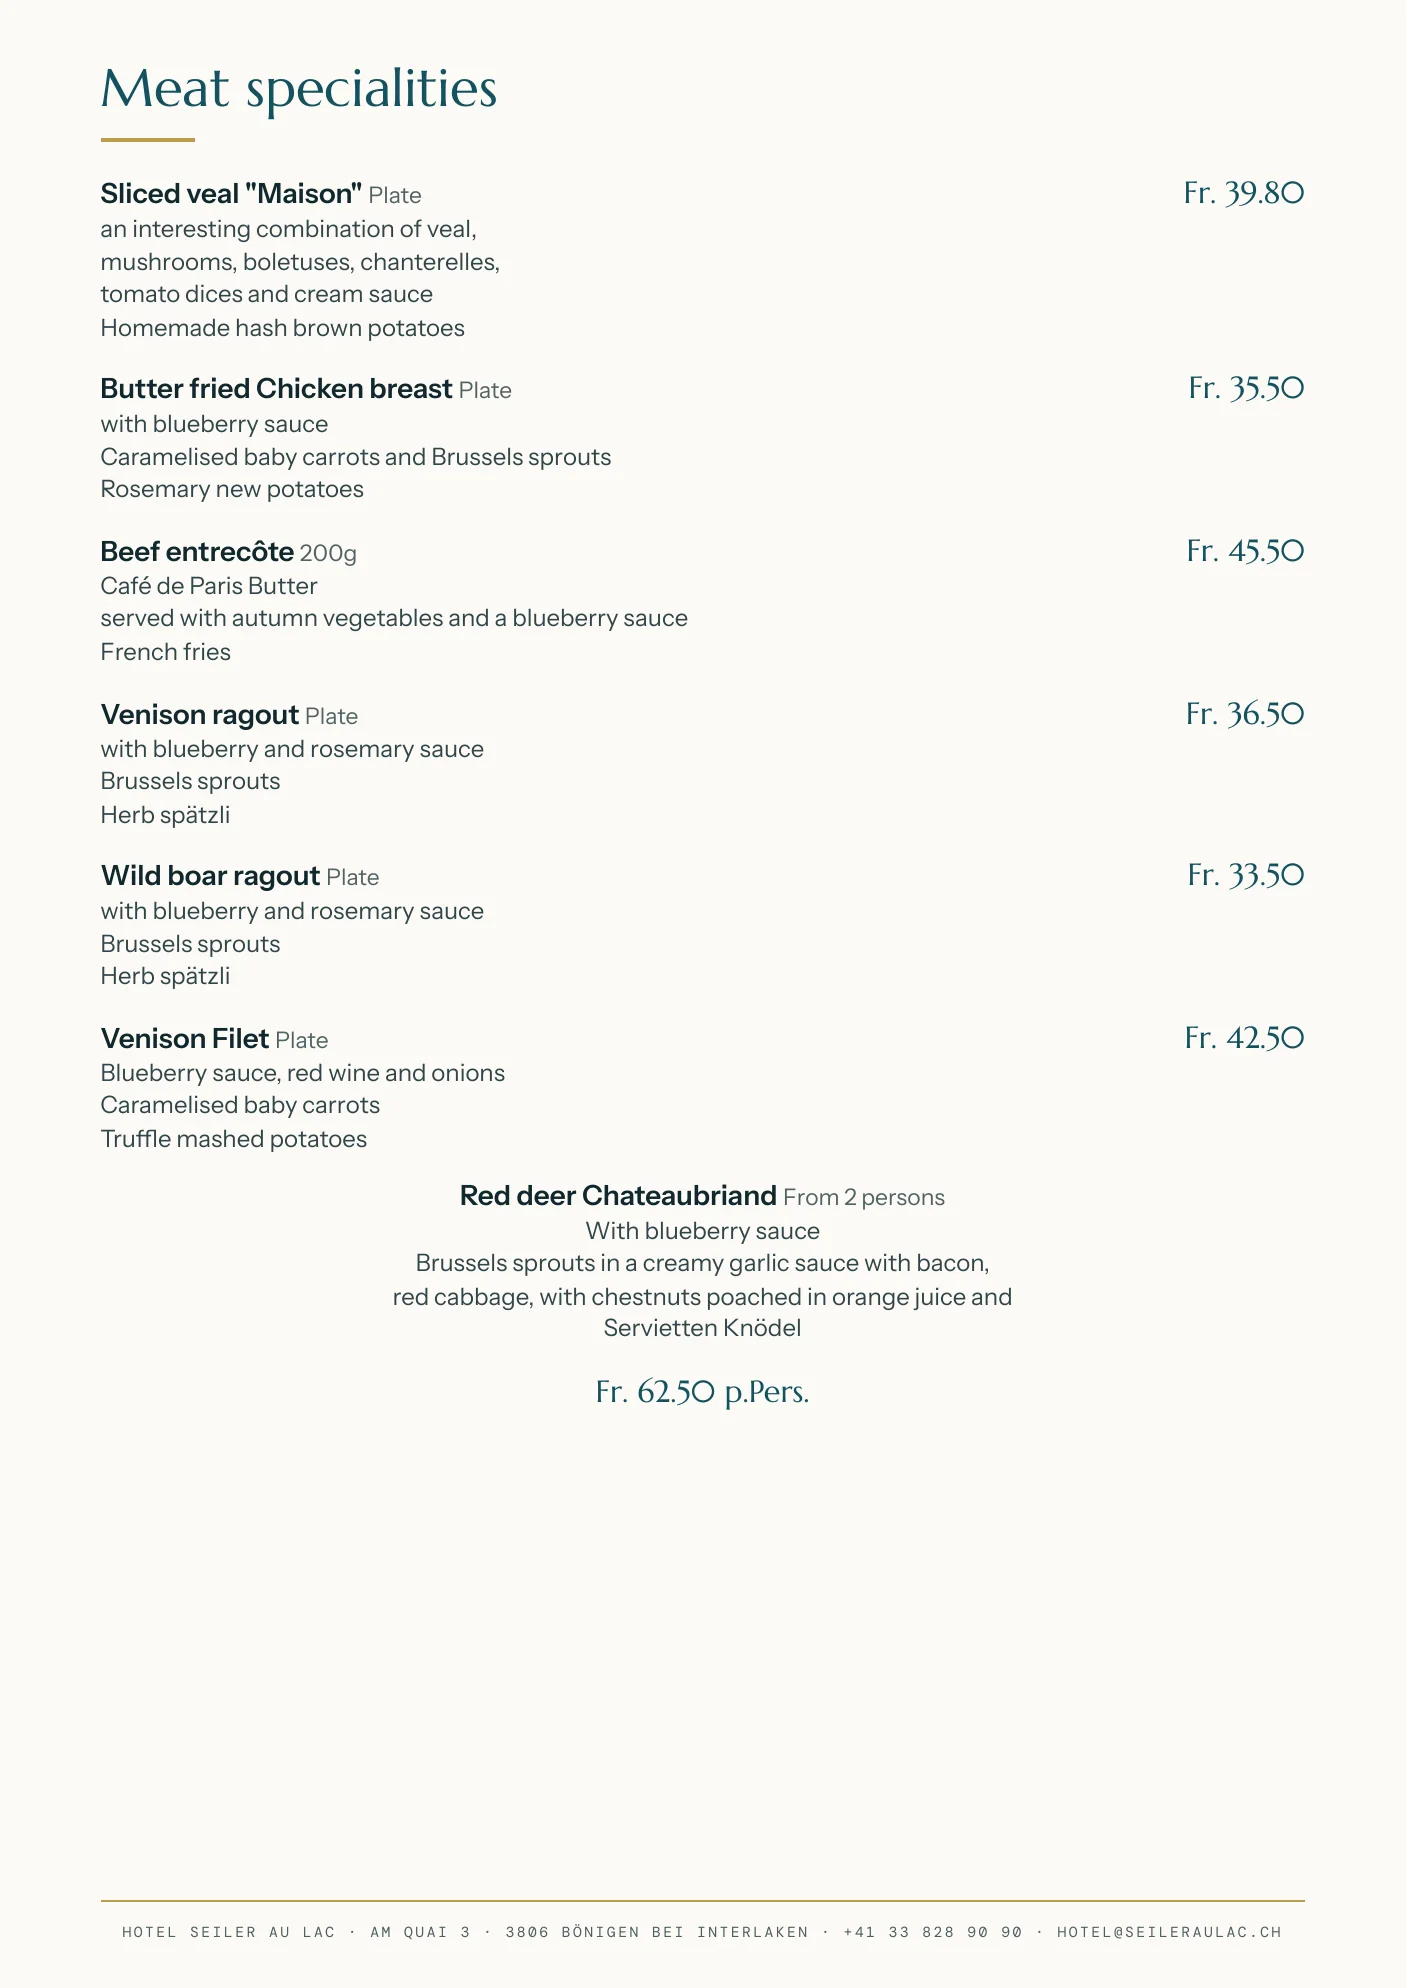 Meat specialities
Sliced veal "Maison" Plate Fr. 39.80
an interesting combination of veal,
mushrooms, boletuses, chanterelles,
tomato dices and cream sauce
Homemade hash brown potatoes
Butter fried Chicken breast Plate Fr. 35.50
with blueberry sauce
Caramelised baby carrots and Brussels sprouts
Rosemary new potatoes
Beef entrecôte 200g Fr. 45.50
Café de Paris Butter
served with autumn vegetables and a blueberry sauce
French fries
Venison ragout Plate Fr. 36.50
with blueberry and rosemary sauce
Brussels sprouts
Herb spätzli
Wild boar ragout Plate Fr. 33.50
with blueberry and rosemary sauce
Brussels sprouts
Herb spätzli
Venison Filet Plate Fr. 42.50
Blueberry sauce, red wine and onions
Caramelised baby carrots
Truffle mashed potatoes
Red deer Chateaubriand From 2 persons
With blueberry sauce
Brussels sprouts in a creamy garlic sauce with bacon,
red cabbage, with chestnuts poached in orange juice and
Servietten Knödel
Fr. 62.50 p.Pers.
HOTEL SEILER AU LAC · AM QUAI 3 · 3806 BÖNIGEN BEI INTERLAKEN · +41 33 828 90 90 · HOTEL@SEILERAULAC.CH